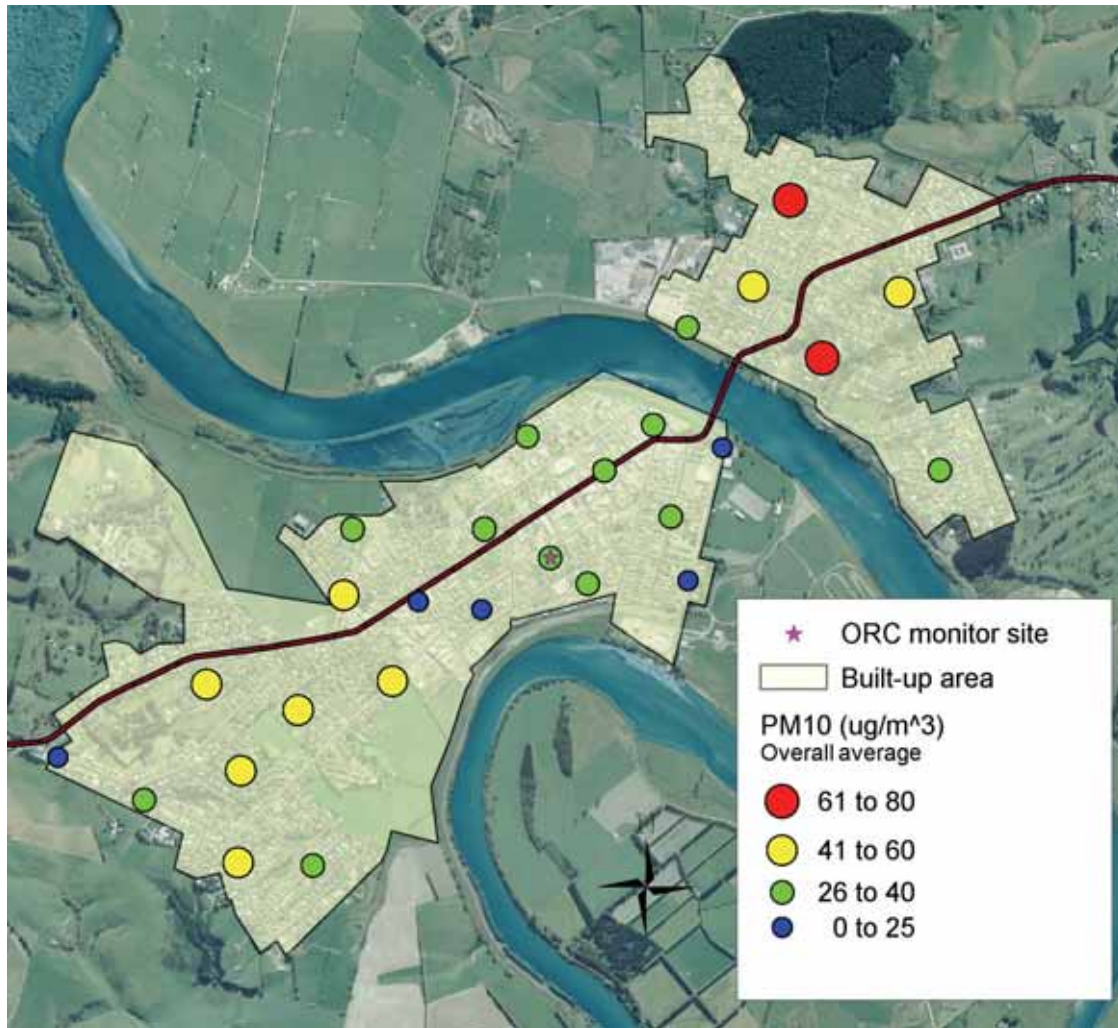 ORC monitor site
Built-up area
PM10 (ug/m^3)
Overall average
61 to 80
41 to 60
26 to 40
0 to 25